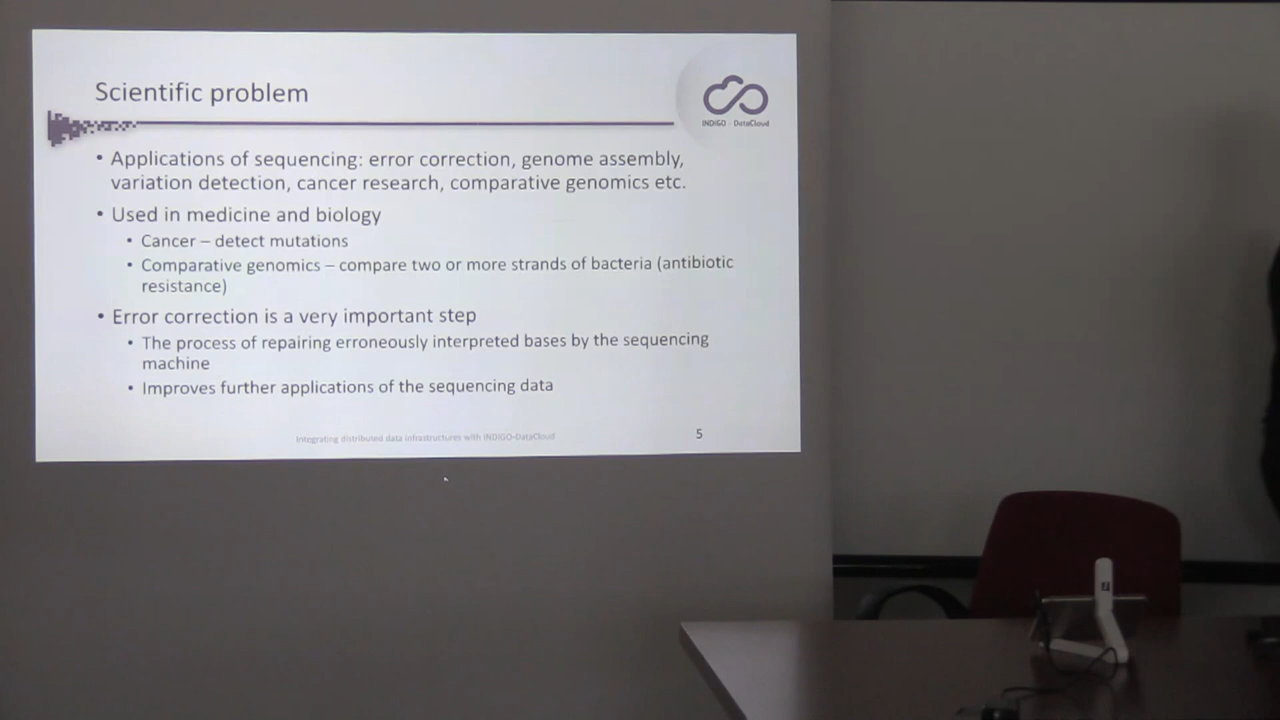 Scientific problem
INDIGO - DataCloud
• Applications of sequencing: error correction, genome assembly,
variation detection, cancer research, comparative genomics etc.
• Used in medicine and biology
• Cancer – detect mutations
• Comparative genomics – compare two or more strands of bacteria (antibiotic
resistance)
• Error correction is a very important step
• The process of repairing erroneously interpreted bases by the sequencing
machine
• Improves further applications of the sequencing data
Integrating distributed data infrastructures with INDIGO-DataCloud
5